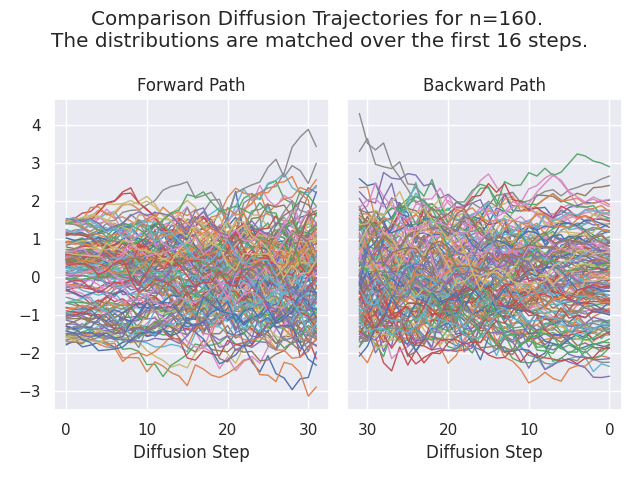 Comparison Diffusion Trajectories for n=160.
The distributions are matched over the first 16 steps.
Forward Path
Backward Path
4
3
2
1
0
−1
−2
−3
0 10 20 30
30 20 10 0
Diffusion Step
Diffusion Step